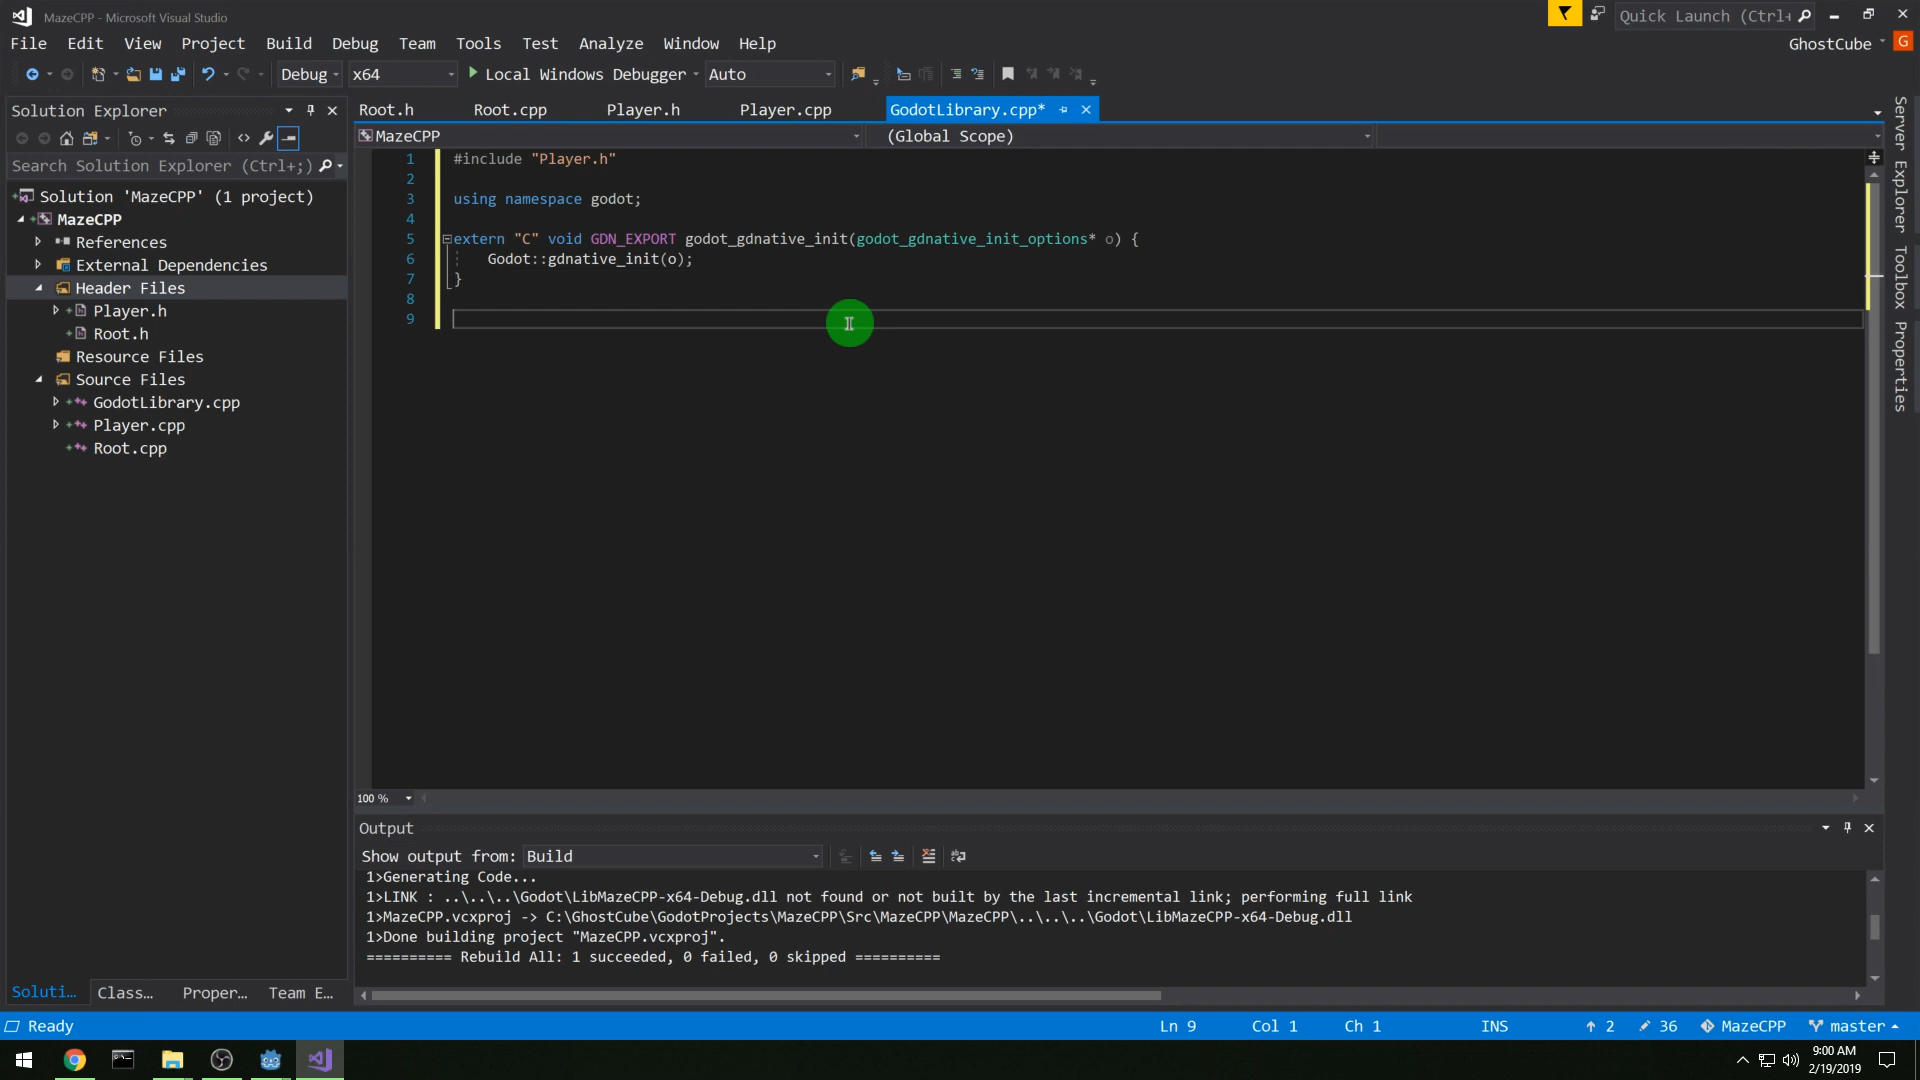 MazeCPP - Microsoft Visual Studio
Quick Launch (Ctrl+
File Edit View Project Build Debug Team Tools Test Analyze Window Help
GhostCube G
Debug x64 Local Windows Debugger Auto
Solution Explorer
Root.h Root.cpp Player.h Player.cpp GodotLibrary.cpp*
MazeCPP (Global Scope)
Search Solution Explorer (Ctrl+;)
Solution 'MazeCPP' (1 project)
MazeCPP
References
External Dependencies
Header Files
Player.h
Root.h
Resource Files
Source Files
GodotLibrary.cpp
Player.cpp
Root.cpp
1 #include "Player.h"
2
3 using namespace godot;
4
5 extern "C" void GDN_EXPORT godot_gdnative_init(godot_gdnative_init_options* o) {
6 Godot::gdnative_init(o);
7 }
8
9
Server Explorer
Toolbox
Properties
100 %
Output
Show output from: Build
1>Generating Code...
1>LINK : ..\..\..\Godot\LibMazeCPP-x64-Debug.dll not found or not built by the last incremental link; performing full link
1>MazeCPP.vcxproj -> C:\GhostCube\GodotProjects\MazeCPP\Src\MazeCPP\MazeCPP\..\..\..\Godot\LibMazeCPP-x64-Debug.dll
1>Done building project "MazeCPP.vcxproj".
========== Rebuild All: 1 succeeded, 0 failed, 0 skipped ==========
Soluti... Class... Proper... Team E...
Ready Ln 9 Col 1 Ch 1 INS 2 36 MazeCPP master
9:00 AM
2/19/2019